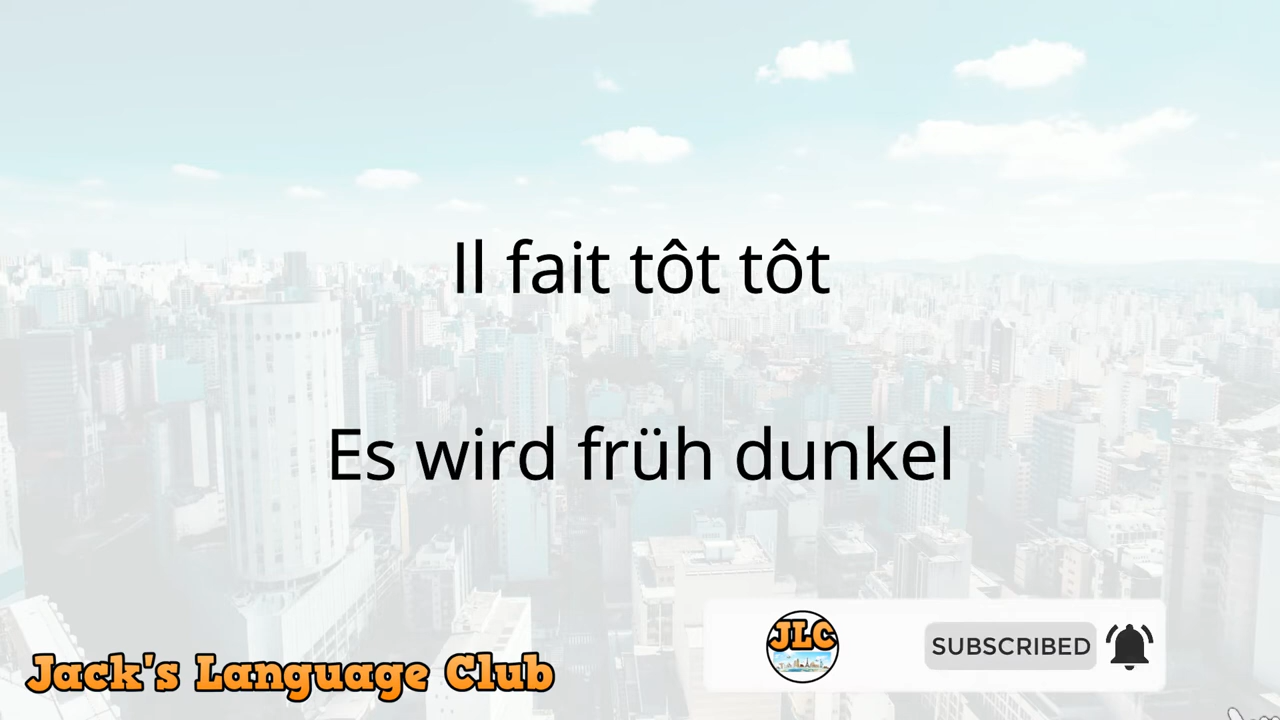 Il fait tôt tôt
Es wird früh dunkel
JLC
SUBSCRIBED
Jack's Language Club